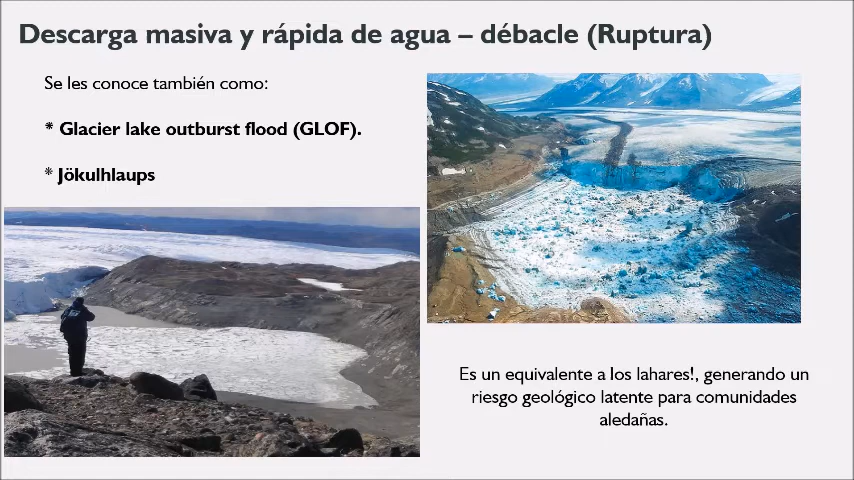 Descarga masiva y rápida de agua – débacle (Ruptura)
Se les conoce también como:
* Glacier lake outburst flood (GLOF).
* Jökulhlaups
Es un equivalente a los lahares!, generando un
riesgo geológico latente para comunidades
aledañas.